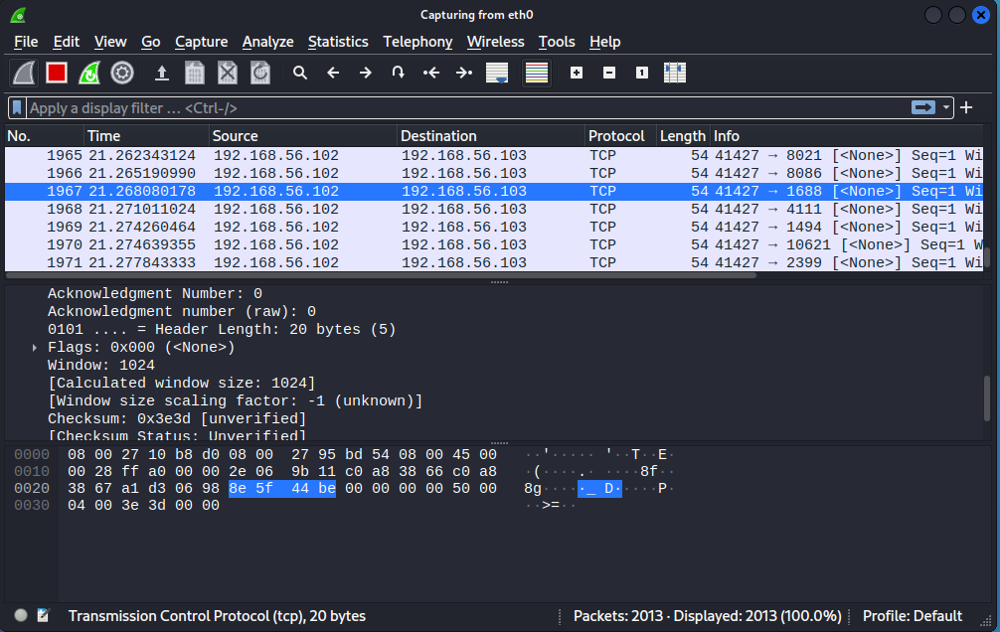 Capturing from eth0
File Edit View Go Capture Analyze Statistics Telephony Wireless Tools Help
Apply a display filter … <Ctrl-/>
No. Time Source Destination Protocol Length Info
1965 21.262343124 192.168.56.102 192.168.56.103 TCP 54 41427 → 8021 [<None>] Seq=1 Wi
1966 21.265190990 192.168.56.102 192.168.56.103 TCP 54 41427 → 8086 [<None>] Seq=1 Wi
1967 21.268080178 192.168.56.102 192.168.56.103 TCP 54 41427 → 1688 [<None>] Seq=1 Wi
1968 21.271011024 192.168.56.102 192.168.56.103 TCP 54 41427 → 4111 [<None>] Seq=1 Wi
1969 21.274260464 192.168.56.102 192.168.56.103 TCP 54 41427 → 1494 [<None>] Seq=1 Wi
1970 21.274639355 192.168.56.102 192.168.56.103 TCP 54 41427 → 10621 [<None>] Seq=1 W
1971 21.277843333 192.168.56.102 192.168.56.103 TCP 54 41427 → 2399 [<None>] Seq=1 Wi
Acknowledgment Number: 0
Acknowledgment number (raw): 0
0101 .... = Header Length: 20 bytes (5)
Flags: 0x000 (<None>)
Window: 1024
[Calculated window size: 1024]
[Window size scaling factor: -1 (unknown)]
Checksum: 0x3e3d [unverified]
[Checksum Status: Unverified]
0000 08 00 27 10 b8 d0 08 00 27 95 bd 54 08 00 45 00 ··'····· '··T··E·
0010 00 28 ff a0 00 00 2e 06 9b 11 c0 a8 38 66 c0 a8 ·(····.· ····8f··
0020 38 67 a1 d3 06 98 8e 5f 44 be 00 00 00 00 50 00 8g·····_ D·····P·
0030 04 00 3e 3d 00 00 ··>=··
Transmission Control Protocol (tcp), 20 bytes Packets: 2013 · Displayed: 2013 (100.0%) Profile: Default